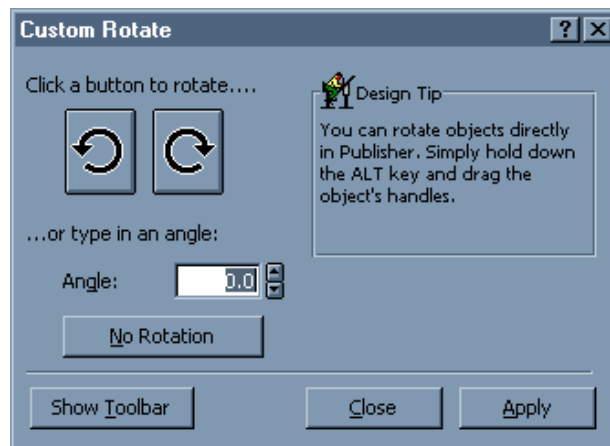 Custom Rotate
Click a button to rotate....
Design Tip
You can rotate objects directly
in Publisher. Simply hold down
the ALT key and drag the
object's handles.
...or type in an angle:
Angle: 0.0
No Rotation
Show Toolbar Close Apply